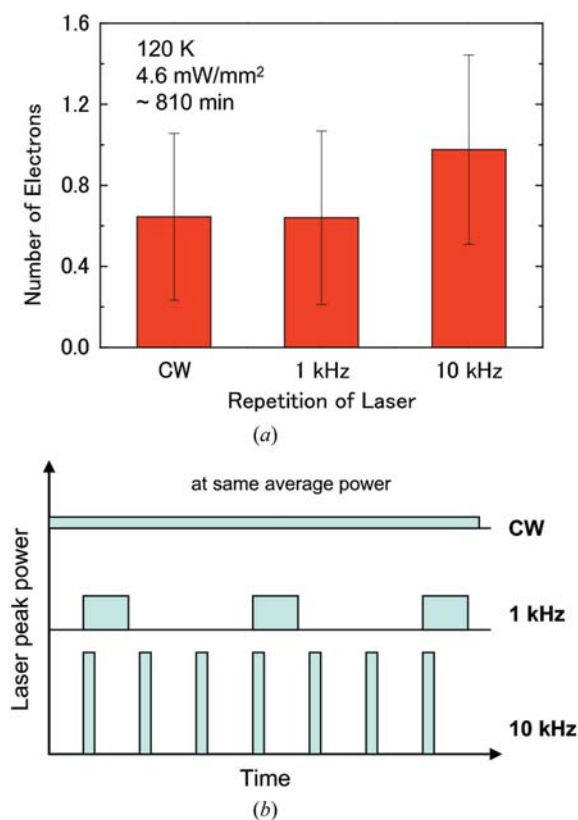 1.6
1.2
0.8
0.4
0.0
Number of Electrons
120 K
4.6 mW/mm²
~ 810 min
CW
1 kHz
10 kHz
Repetition of Laser
(a)
at same average power
Laser peak power
CW
1 kHz
10 kHz
Time
(b)